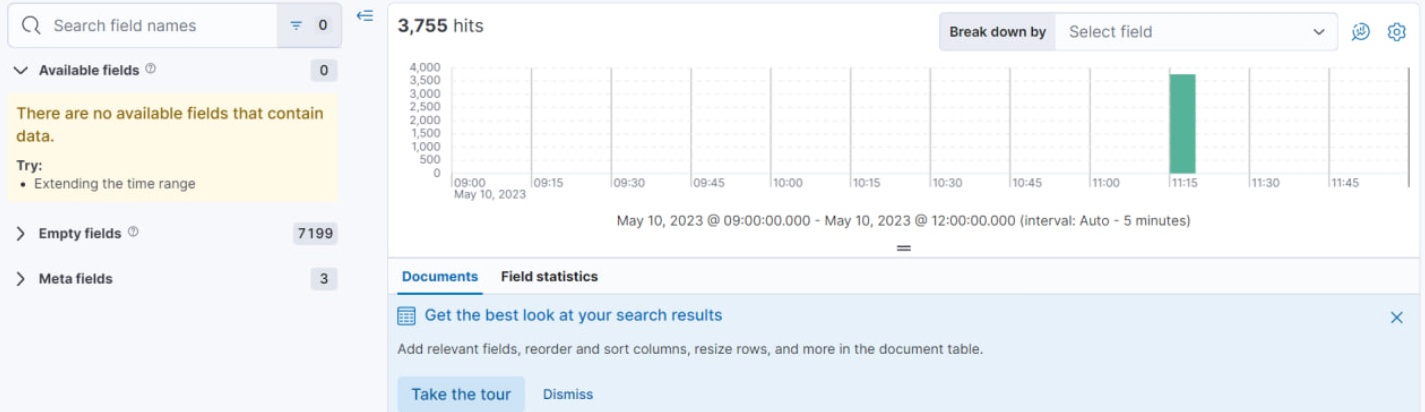 Search field names
0
Available fields
0
There are no available fields that contain
data.
Try:
• Extending the time range
Empty fields
7199
Meta fields
3
3,755 hits
Break down by
Select field
4,000
3,500
3,000
2,500
2,000
1,500
1,000
500
0
09:00
May 10, 2023
09:15
09:30
09:45
10:00
10:15
10:30
10:45
11:00
11:15
11:30
11:45
May 10, 2023 @ 09:00:00.000 - May 10, 2023 @ 12:00:00.000 (interval: Auto - 5 minutes)
Documents
Field statistics
Get the best look at your search results
Add relevant fields, reorder and sort columns, resize rows, and more in the document table.
Take the tour
Dismiss